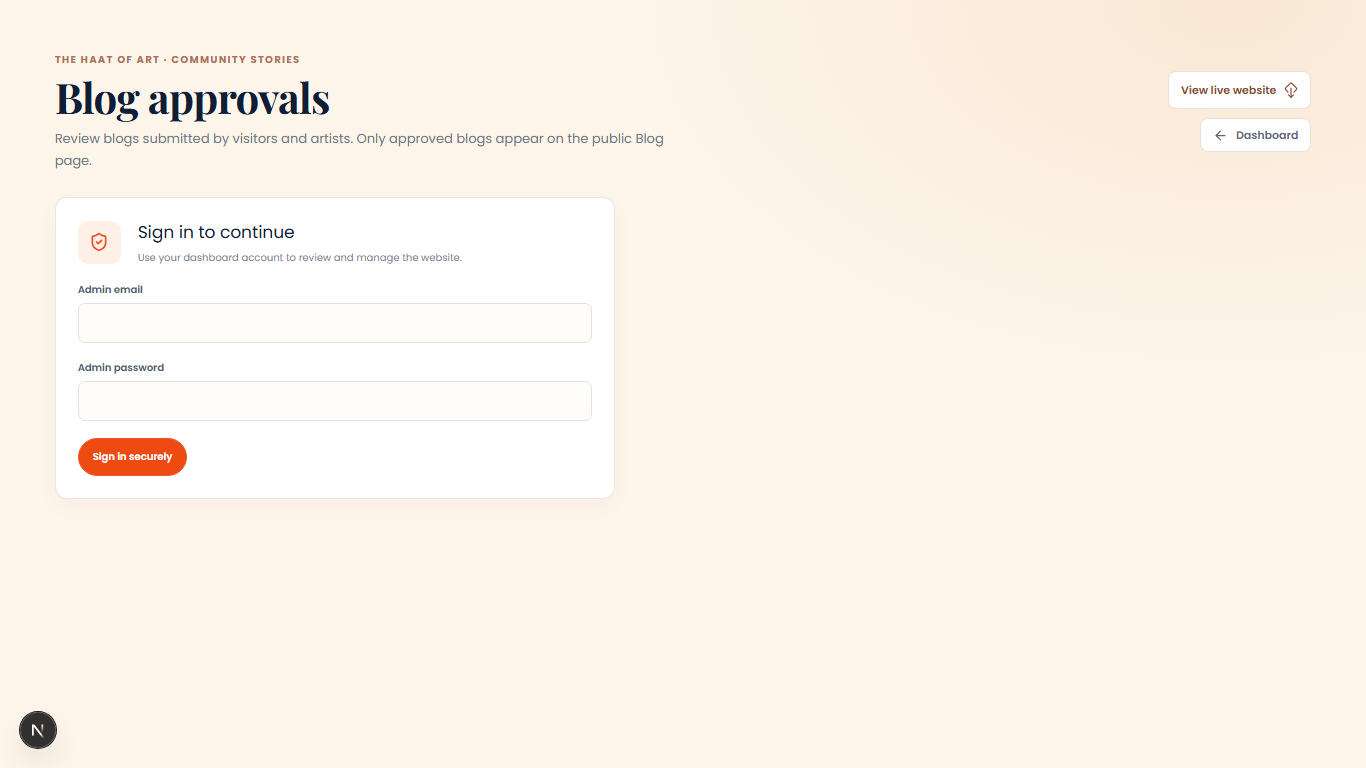 THE HAAT OF ART · COMMUNITY STORIES
Blog approvals
Review blogs submitted by visitors and artists. Only approved blogs appear on the public Blog
page.
View live website
Dashboard
Sign in to continue
Use your dashboard account to review and manage the website.
Admin email
Admin password
Sign in securely
N